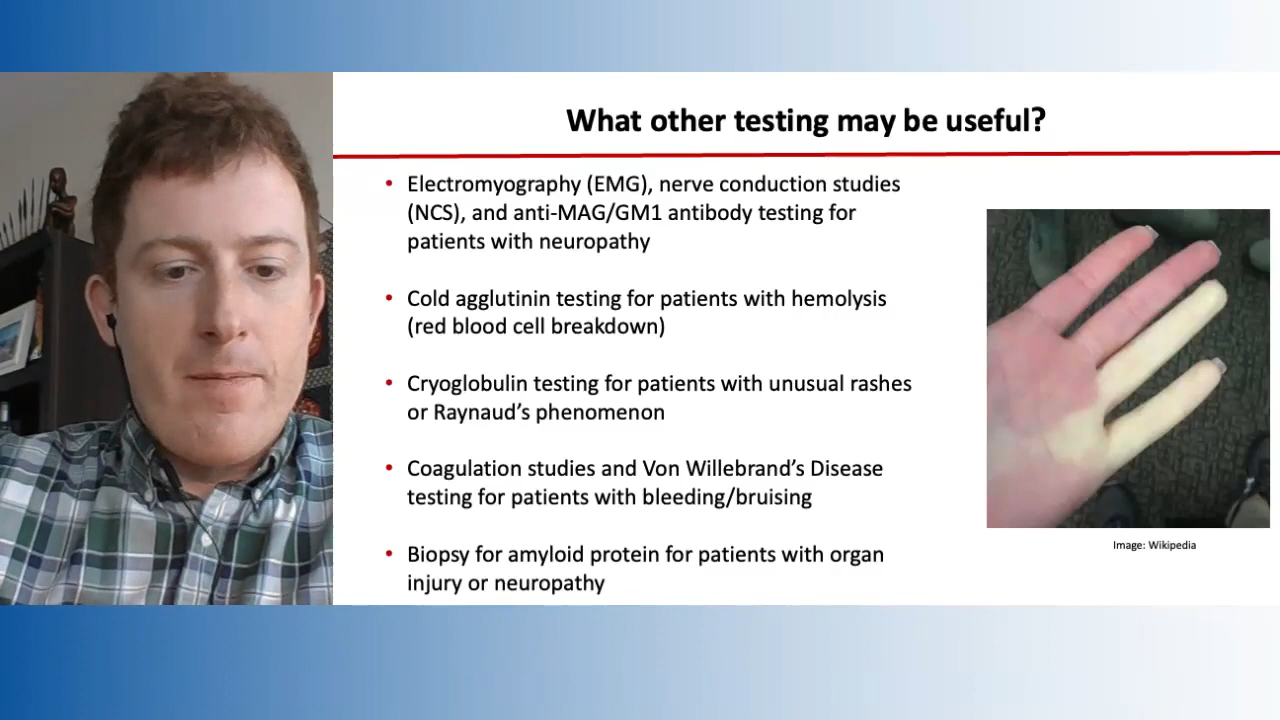 What other testing may be useful?
• Electromyography (EMG), nerve conduction studies
(NCS), and anti-MAG/GM1 antibody testing for
patients with neuropathy
• Cold agglutinin testing for patients with hemolysis
(red blood cell breakdown)
• Cryoglobulin testing for patients with unusual rashes
or Raynaud’s phenomenon
• Coagulation studies and Von Willebrand’s Disease
testing for patients with bleeding/bruising
• Biopsy for amyloid protein for patients with organ
injury or neuropathy
Image: Wikipedia